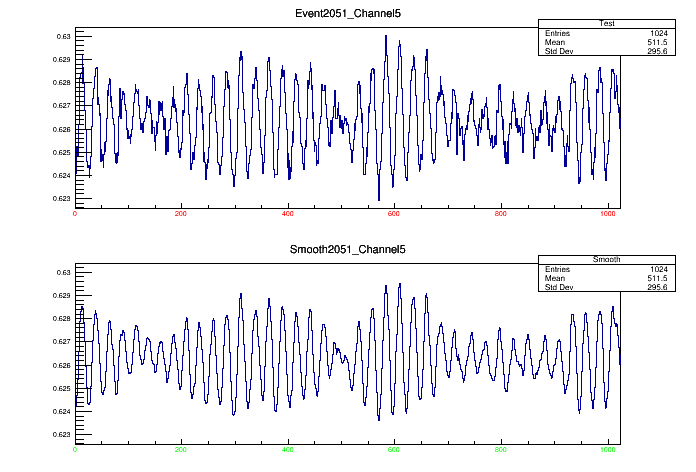 Event2051_Channel5
Test
Entries 1024
Mean 511.5
Std Dev 295.6
0.63
0.629
0.628
0.627
0.626
0.625
0.624
0.623
0 200 400 600 800 1000
Smooth2051_Channel5
Smooth
Entries 1024
Mean 511.5
Std Dev 295.6
0.63
0.629
0.628
0.627
0.626
0.625
0.624
0.623
0 200 400 600 800 1000